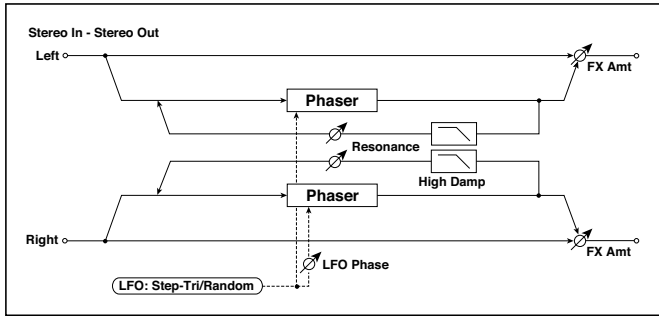 Stereo In - Stereo Out
Left
FX Amt
Phaser
Resonance
High Damp
Phaser
Right
FX Amt
LFO Phase
LFO: Step-Tri/Random